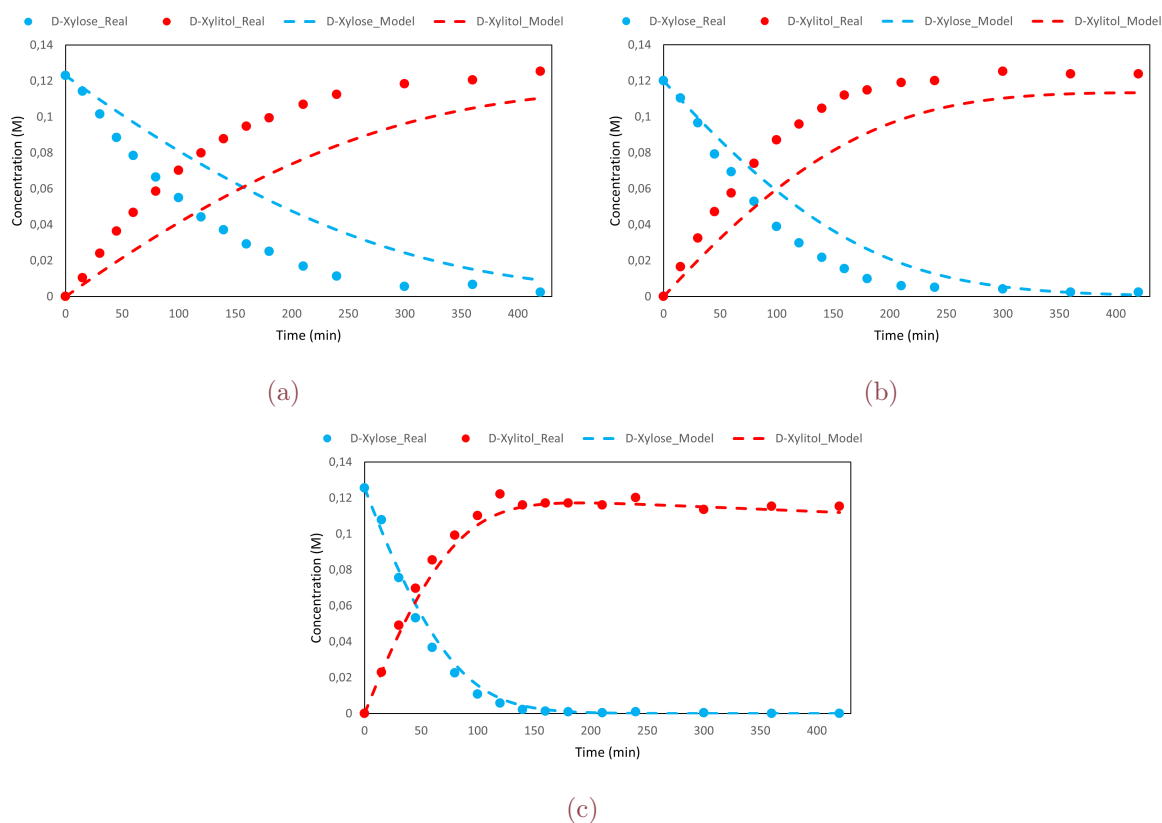 D-Xylose_Real D-Xylitol_Real D-Xylose_Model D-Xylitol_Model
0,14
0,12
0,1
0,08
0,06
0,04
0,02
0
Concentration (M)
0 50 100 150 200 250 300 350 400
Time (min)
(a)
D-Xylose_Real D-Xylitol_Real D-Xylose_Model D-Xylitol_Model
0,14
0,12
0,1
0,08
0,06
0,04
0,02
0
Concentration (M)
0 50 100 150 200 250 300 350 400
Time (min)
(b)
D-Xylose_Real D-Xylitol_Real D-Xylose_Model D-Xylitol_Model
0,14
0,12
0,1
0,08
0,06
0,04
0,02
0
Concentration (M)
0 50 100 150 200 250 300 350 400
Time (min)
(c)